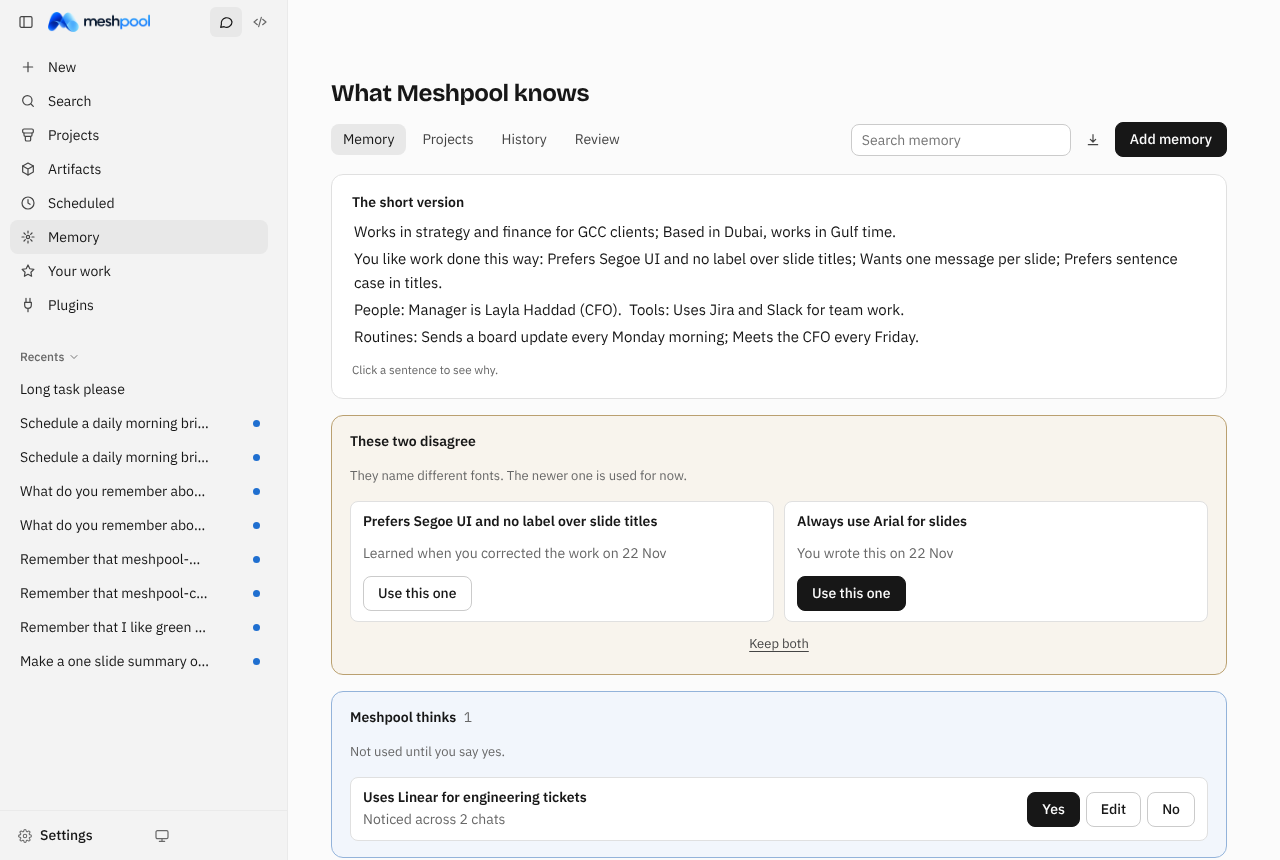 meshpool
New
Search
Projects
Artifacts
Scheduled
Memory
Your work
Plugins
Recents
Long task please
Schedule a daily morning bri...
Schedule a daily morning bri...
What do you remember abo...
What do you remember abo...
Remember that meshpool-...
Remember that meshpool-c...
Remember that I like green ...
Make a one slide summary o...
Settings
What Meshpool knows
Memory Projects History Review Search memory Add memory
The short version
Works in strategy and finance for GCC clients; Based in Dubai, works in Gulf time.
You like work done this way: Prefers Segoe UI and no label over slide titles; Wants one message per slide; Prefers sentence
case in titles.
People: Manager is Layla Haddad (CFO).  Tools: Uses Jira and Slack for team work.
Routines: Sends a board update every Monday morning; Meets the CFO every Friday.
Click a sentence to see why.
These two disagree
They name different fonts. The newer one is used for now.
Prefers Segoe UI and no label over slide titles
Learned when you corrected the work on 22 Nov
Use this one
Always use Arial for slides
You wrote this on 22 Nov
Use this one
Keep both
Meshpool thinks 1
Not used until you say yes.
Uses Linear for engineering tickets
Noticed across 2 chats
Yes Edit No